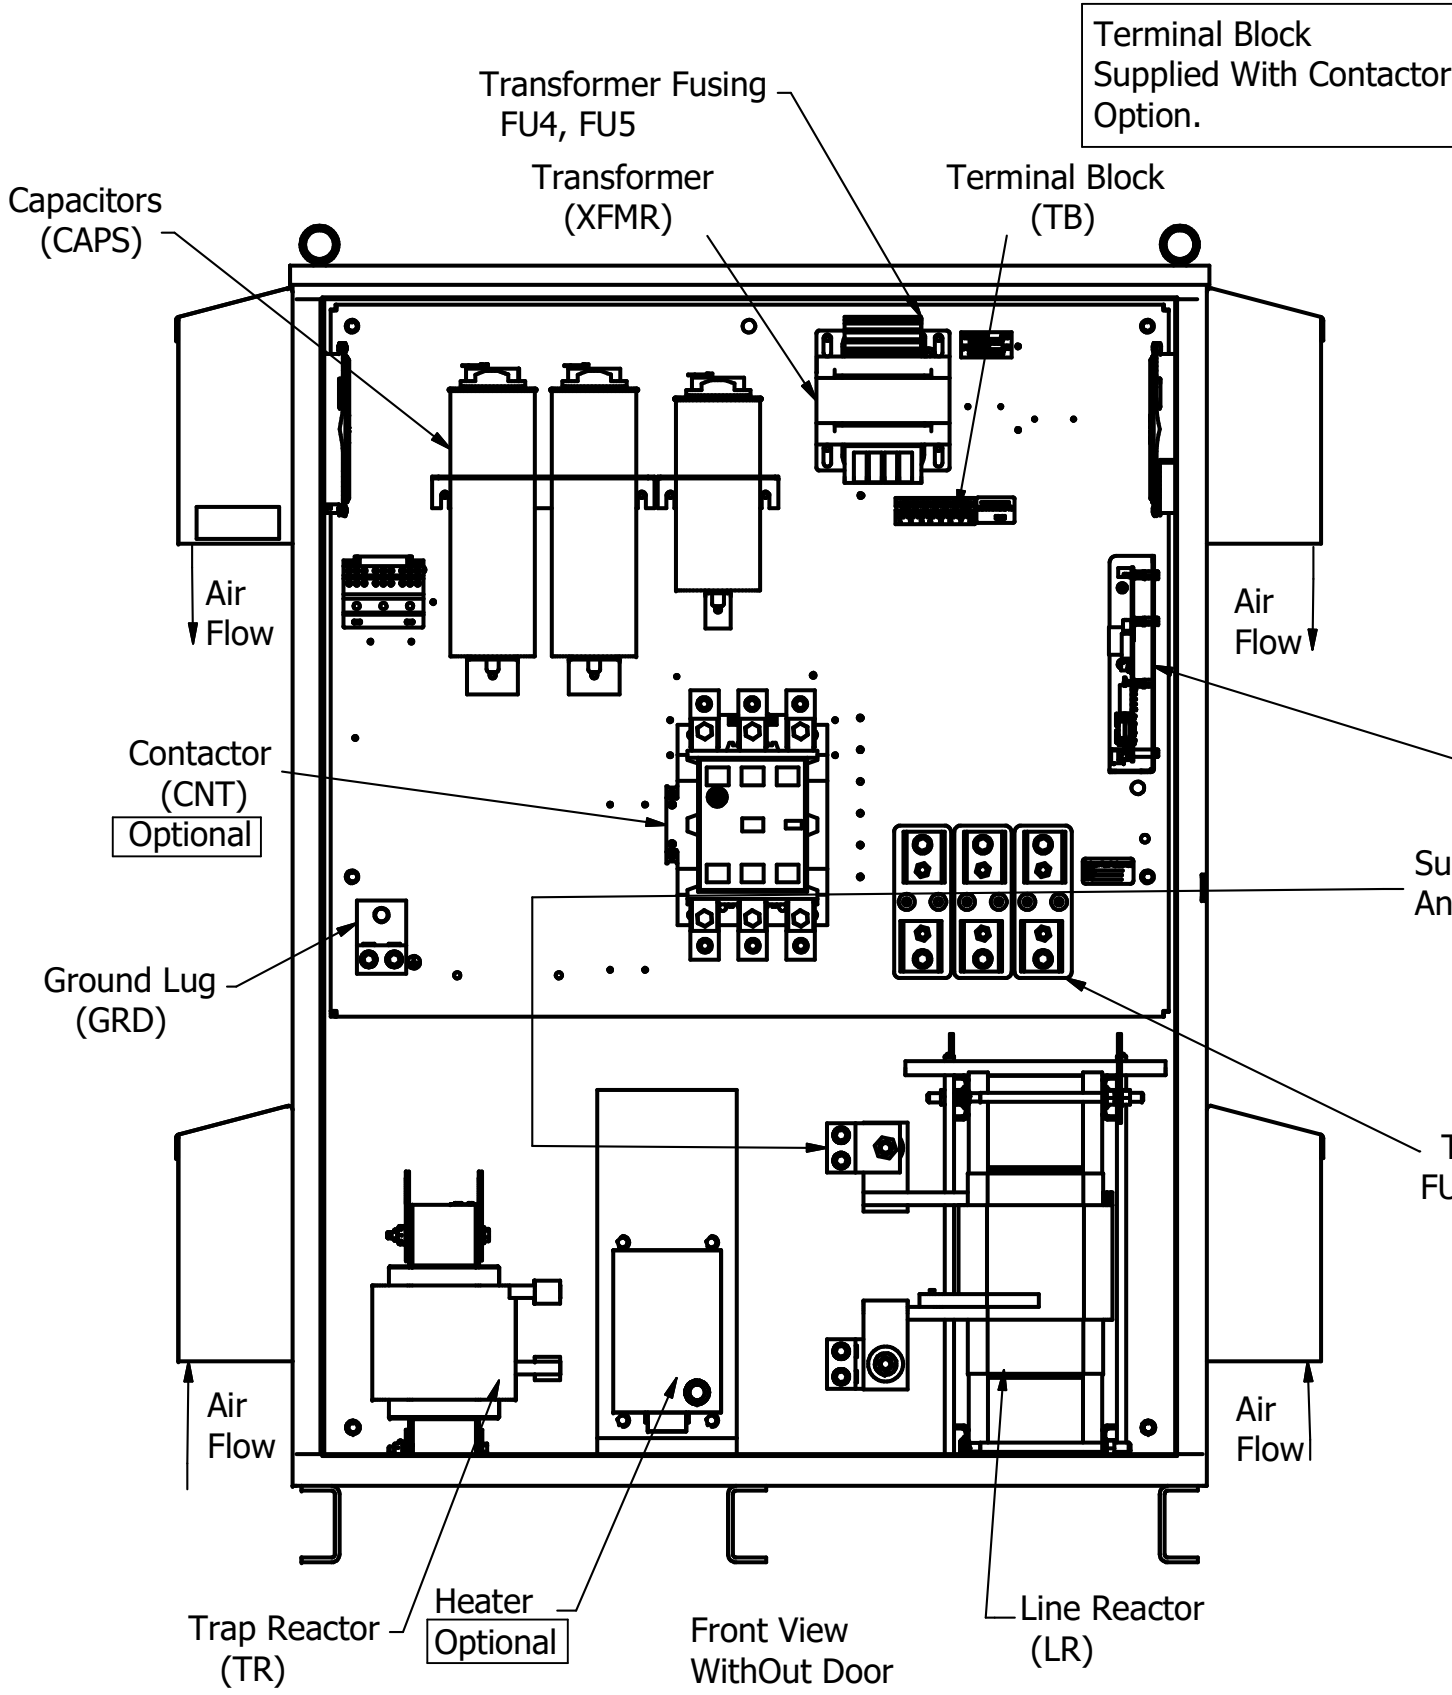 Terminal Block
Supplied With Contactor
Option.
Transformer Fusing
FU4, FU5
Transformer
(XFMR)
Terminal Block
(TB)
Capacitors
(CAPS)
Air
Flow
Air
Flow
Contactor
(CNT)
Optional
Ground Lug
(GRD)
Air
Flow
Air
Flow
Trap Reactor
(TR)
Heater
Optional
Front View
WithOut Door
Line Reactor
(LR)